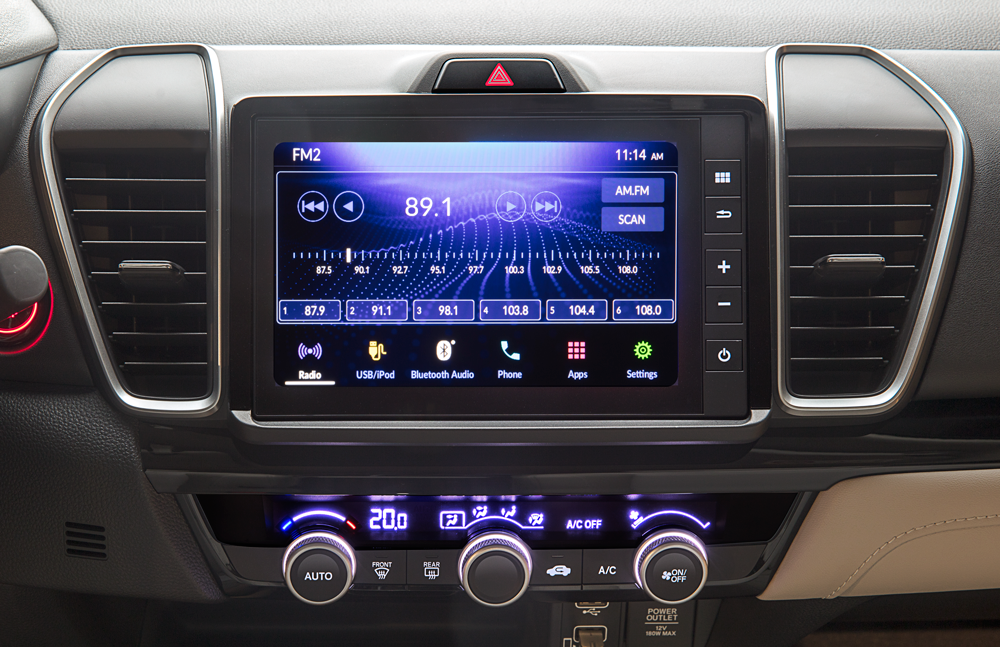 FM2
11:14 AM
89.1
AM.FM
SCAN
87.5 90.1 92.7 95.1 97.7 100.3 102.9 105.5 108.0
1 87.9 2 91.1 3 98.1 4 103.8 5 104.4 6 108.0
Radio USB/iPod Bluetooth Audio Phone Apps Settings
20.0 A/C OFF
AUTO
FRONT
REAR
A/C
ON/
OFF
POWER
OUTLET
12V
180W MAX